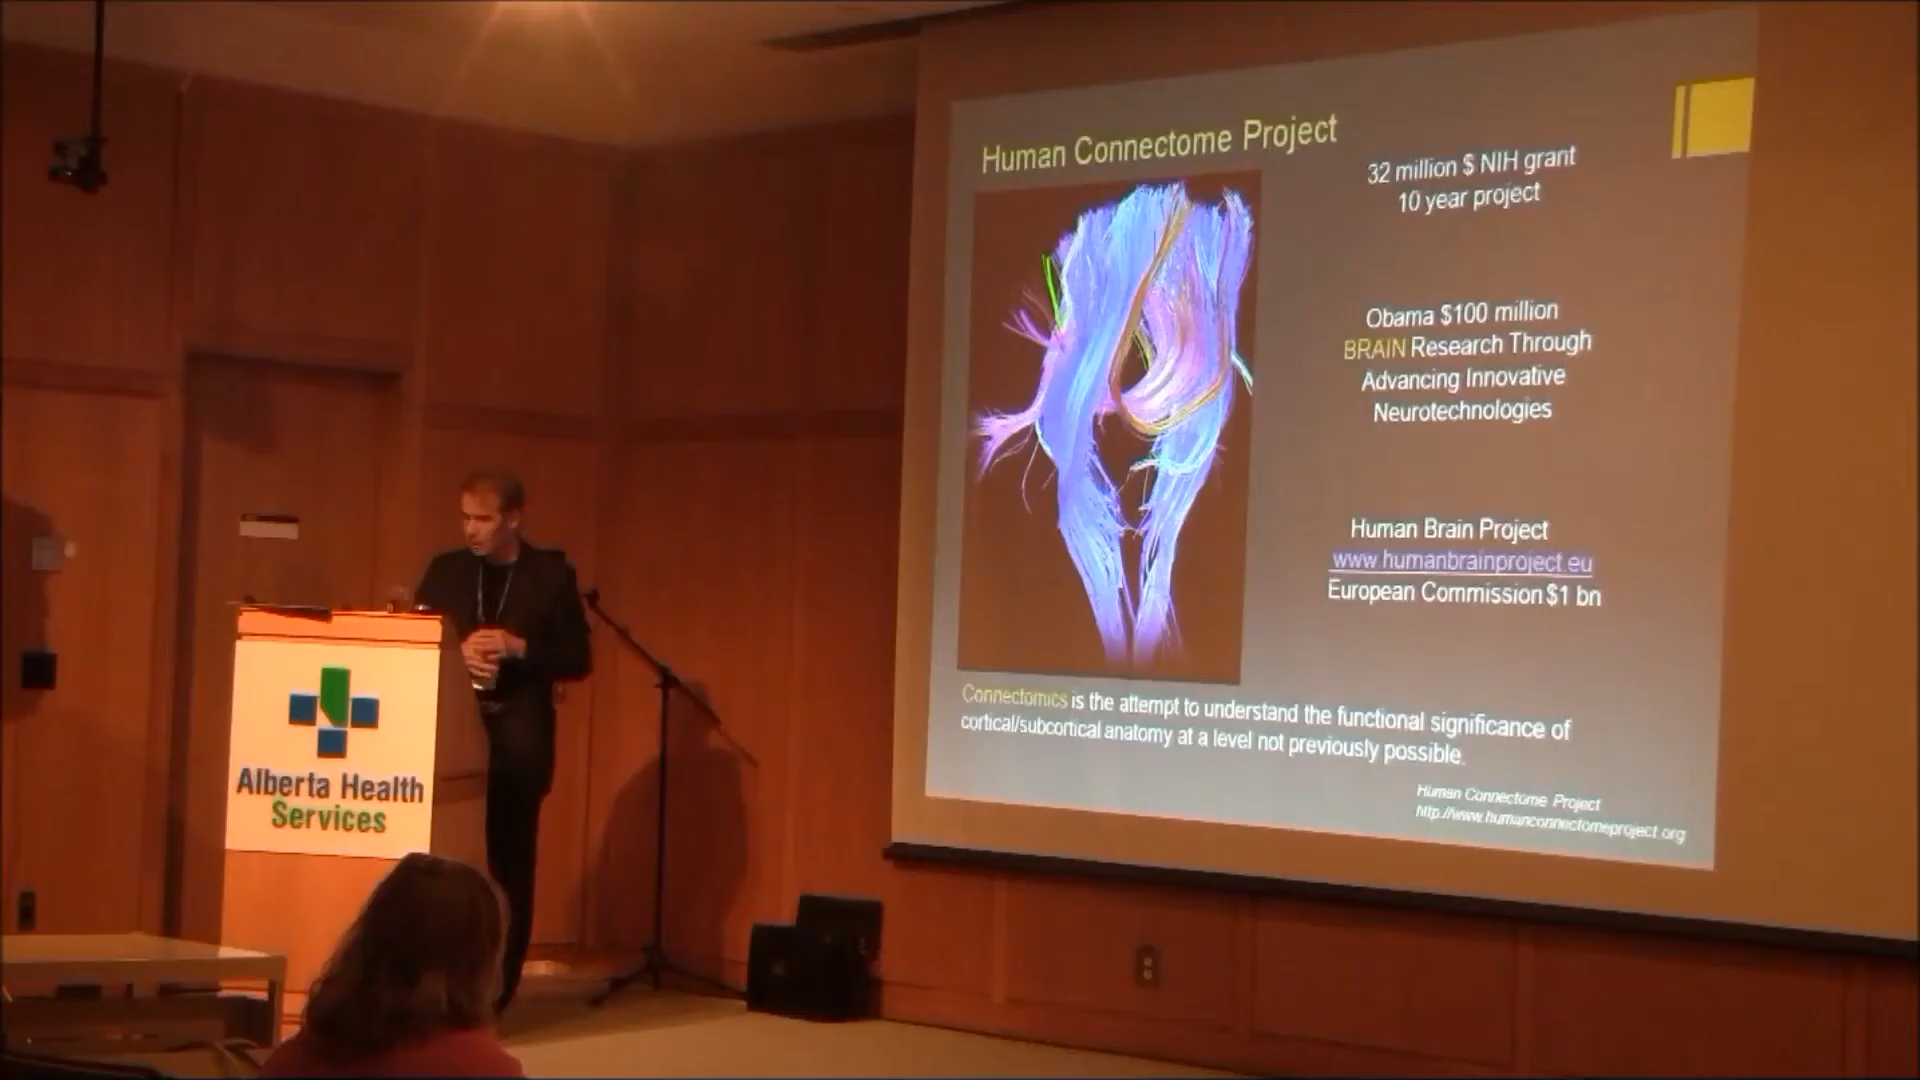 Human Connectome Project
32 million $ NIH grant
10 year project
Obama $100 million
BRAIN Research Through
Advancing Innovative
Neurotechnologies
Human Brain Project
www.humanbrainproject.eu
European Commission $1 bn
Connectomics is the attempt to understand the functional significance of
cortical/subcortical anatomy at a level not previously possible.
Human Connectome Project
http://www.humanconnectomeproject.org
Alberta Health
Services